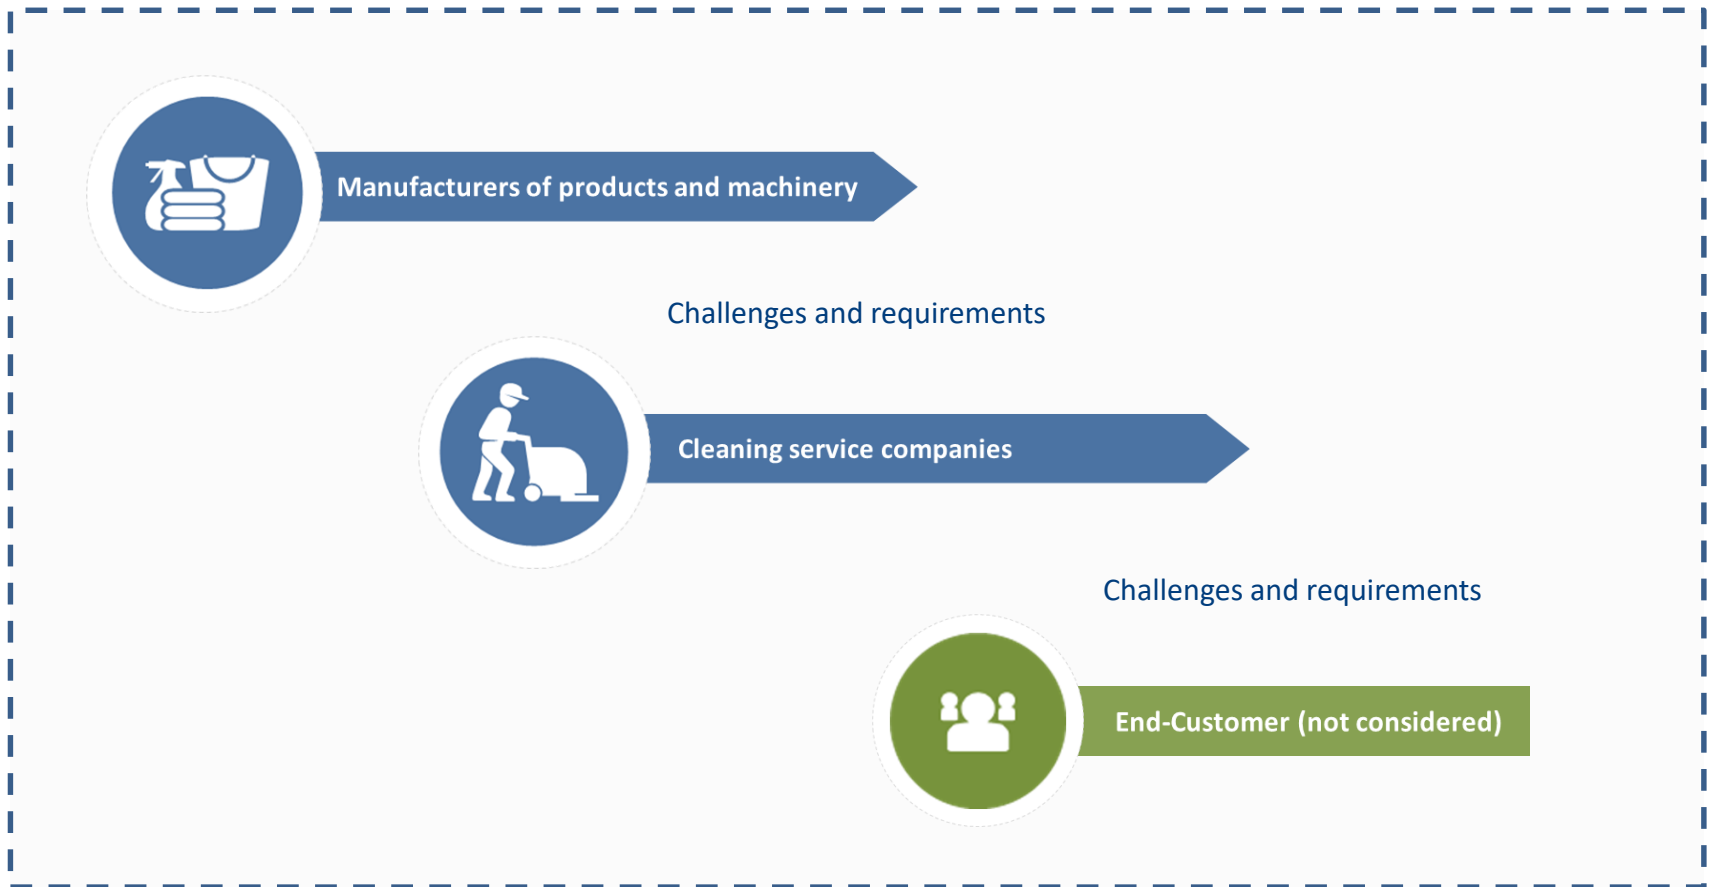 Manufacturers of products and machinery
Challenges and requirements
Cleaning service companies
Challenges and requirements
End-Customer (not considered)